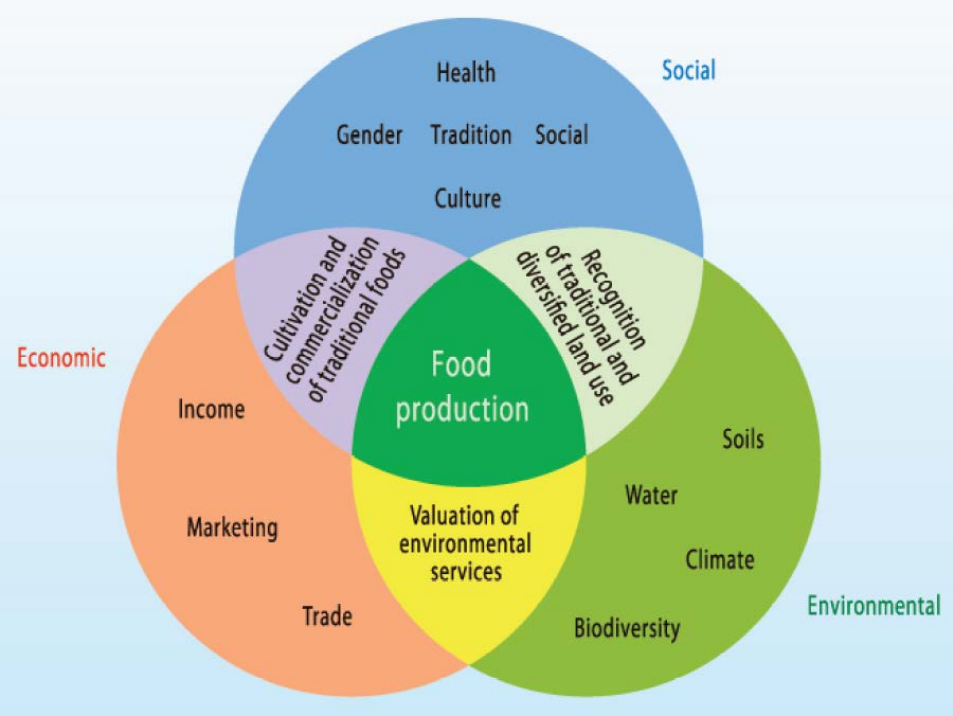 Health
Social
Gender Tradition Social
Culture
Cultivation and
commercialization
of traditional foods
Recognition
of traditional and
diversified land use
Economic
Food
production
Income
Soils
Water
Marketing
Valuation of
environmental
services
Climate
Environmental
Trade
Biodiversity